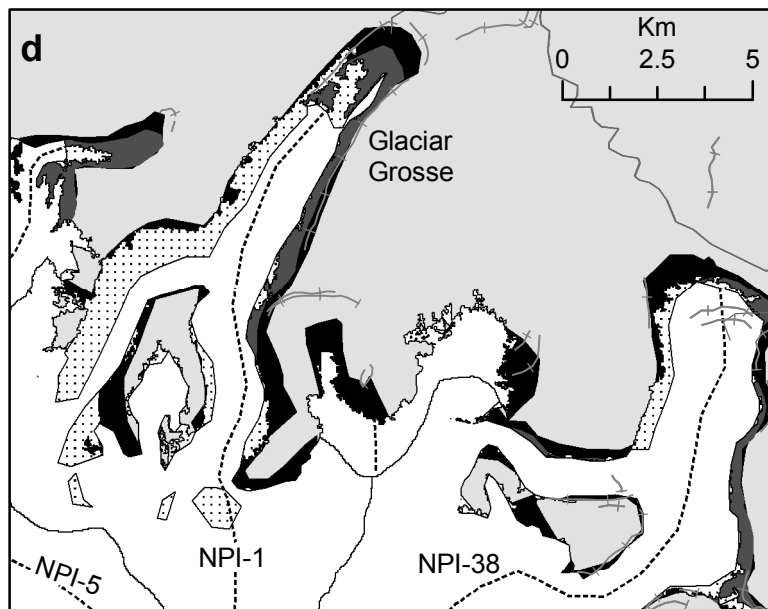 d
Km
0 2.5 5
Glaciar
Grosse
NPI-5
NPI-1
NPI-38